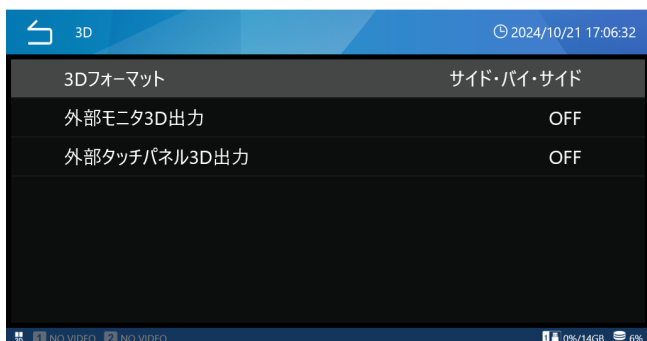 3D 2024/10/21 17:06:32
3Dフォーマット サイド・バイ・サイド
外部モニタ3D出力 OFF
外部タッチパネル3D出力 OFF
3D 1 NO VIDEO 2 NO VIDEO 1 0%/14GB 6%